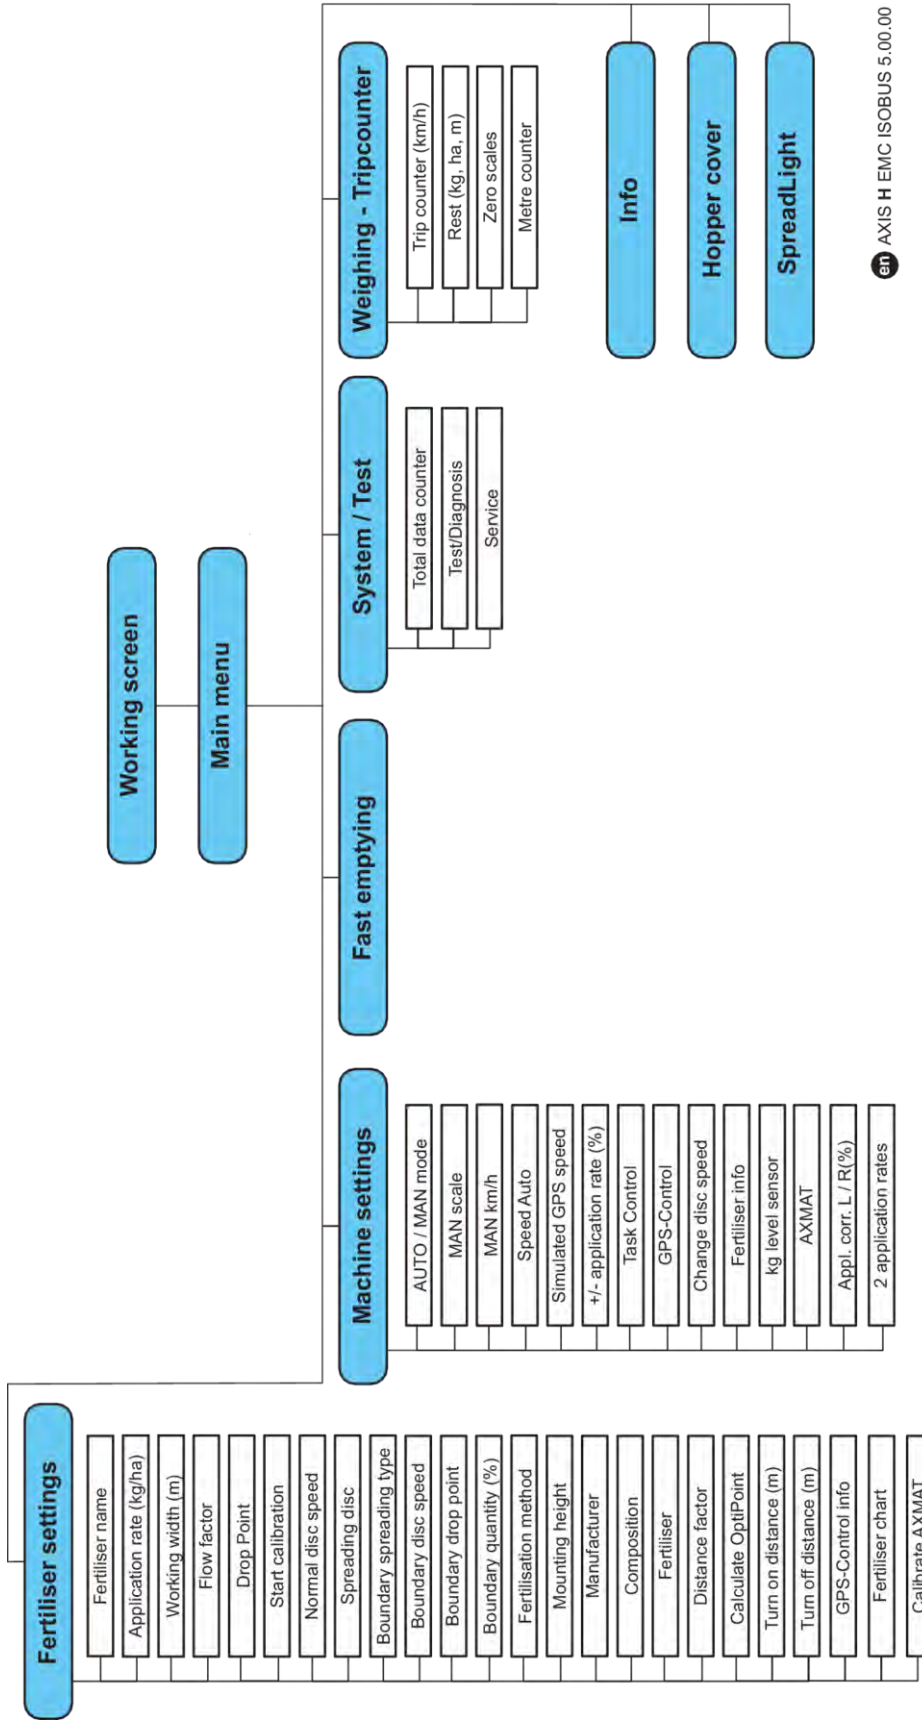 Working screen
Main menu
Fertiliser settings
Fertiliser name
Application rate (kg/ha)
Working width (m)
Flow factor
Drop Point
Start calibration
Normal disc speed
Spreading disc
Boundary spreading type
Boundary disc speed
Boundary drop point
Boundary quantity (%)
Fertilisation method
Mounting height
Manufacturer
Composition
Fertiliser
Distance factor
Calculate OptiPoint
Turn on distance (m)
Turn off distance (m)
GPS-Control info
Fertiliser chart
Calibrate AXMAT
Machine settings
AUTO / MAN mode
MAN scale
MAN km/h
Speed Auto
Simulated GPS speed
+/- application rate (%)
Task Control
GPS-Control
Change disc speed
Fertiliser info
kg level sensor
AXMAT
Appl. corr. L / R(%)
2 application rates
Fast emptying
System / Test
Total data counter
Test/Diagnosis
Service
Weighing - Tripcounter
Trip counter (km/h)
Rest (kg, ha, m)
Zero scales
Metre counter
Info
Hopper cover
SpreadLight
en AXIS H EMC ISOBUS 5.00.00